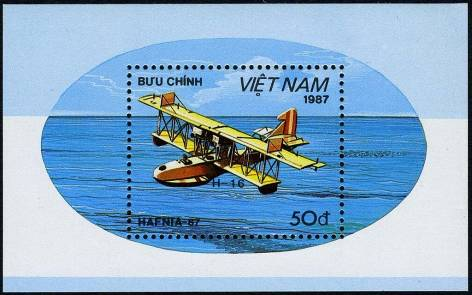 BƯU CHÍNH
VIỆT NAM
1987
H-16
HAFNIA-87
50đ